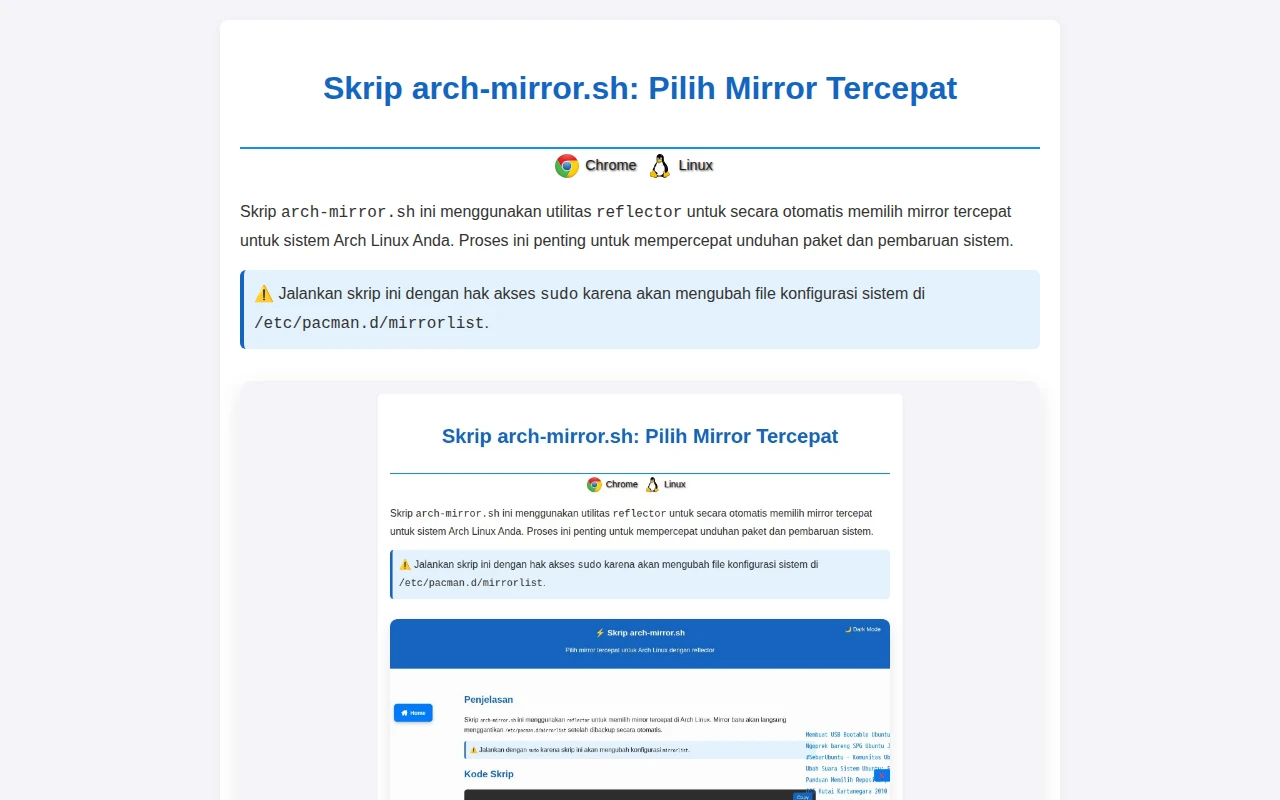 Skrip arch-mirror.sh: Pilih Mirror Tercepat
Chrome Linux
Skrip arch-mirror.sh ini menggunakan utilitas reflector untuk secara otomatis memilih mirror tercepat
untuk sistem Arch Linux Anda. Proses ini penting untuk mempercepat unduhan paket dan pembaruan sistem.
⚠️ Jalankan skrip ini dengan hak akses sudo karena akan mengubah file konfigurasi sistem di
/etc/pacman.d/mirrorlist.
Skrip arch-mirror.sh: Pilih Mirror Tercepat
Chrome Linux
Skrip arch-mirror.sh ini menggunakan utilitas reflector untuk secara otomatis memilih mirror tercepat
untuk sistem Arch Linux Anda. Proses ini penting untuk mempercepat unduhan paket dan pembaruan sistem.
⚠️ Jalankan skrip ini dengan hak akses sudo karena akan mengubah file konfigurasi sistem di
/etc/pacman.d/mirrorlist.
⚡ Skrip arch-mirror.sh
🌙 Dark Mode
Pilih mirror tercepat untuk Arch Linux dengan reflector
Penjelasan
Home
Skrip arch-mirror.sh ini menggunakan reflector untuk memilih mirror tercepat di Arch Linux. Mirror baru akan langsung
menggantikan /etc/pacman.d/mirrorlist setelah dibackup secara otomatis.
⚠️ Jalankan dengan sudo karena skrip ini akan mengubah konfigurasi mirrorlist.
Membuat USB Bootable Ubuntu
Ngoprek bareng SPG Ubuntu
#SebarUbuntu - Komunitas
Ubah Suara Sistem Ubuntu:
Panduan Memilih
Kutai Kartanegara 2010
Kode Skrip
Copy